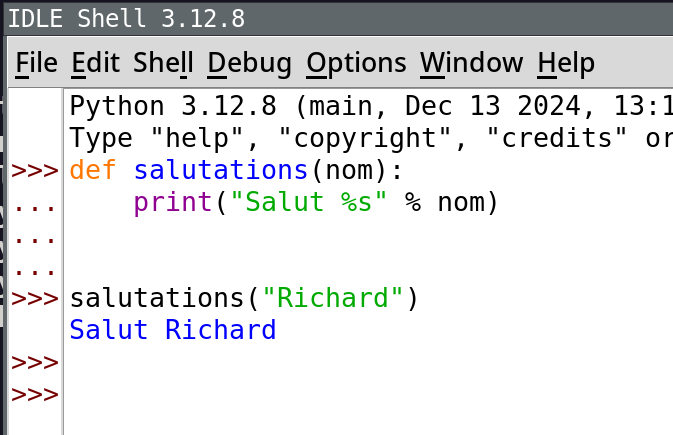 IDLE Shell 3.12.8
File Edit Shell Debug Options Window Help
Python 3.12.8 (main, Dec 13 2024, 13:1
Type "help", "copyright", "credits" or
>>> def salutations(nom):
...     print("Salut %s" % nom)
...
...
>>> salutations("Richard")
Salut Richard
>>>
>>>